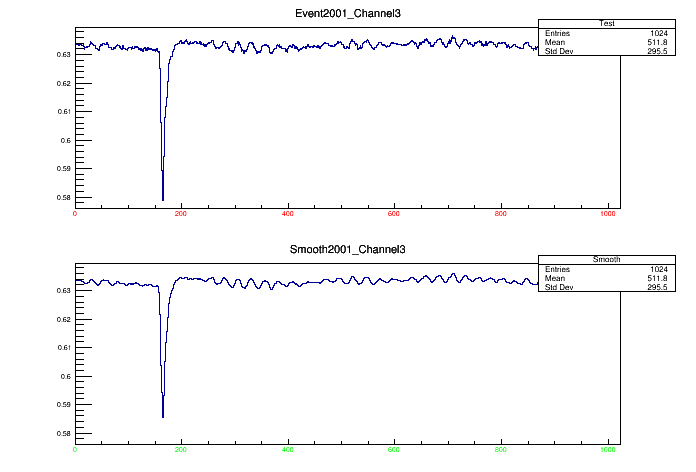 Event2001_Channel3
Test
Entries 1024
Mean 511.8
Std Dev 295.5
0.63
0.62
0.61
0.6
0.59
0.58
0 200 400 600 800 1000
Smooth2001_Channel3
Smooth
Entries 1024
Mean 511.8
Std Dev 295.5
0.63
0.62
0.61
0.6
0.59
0.58
0 200 400 600 800 1000